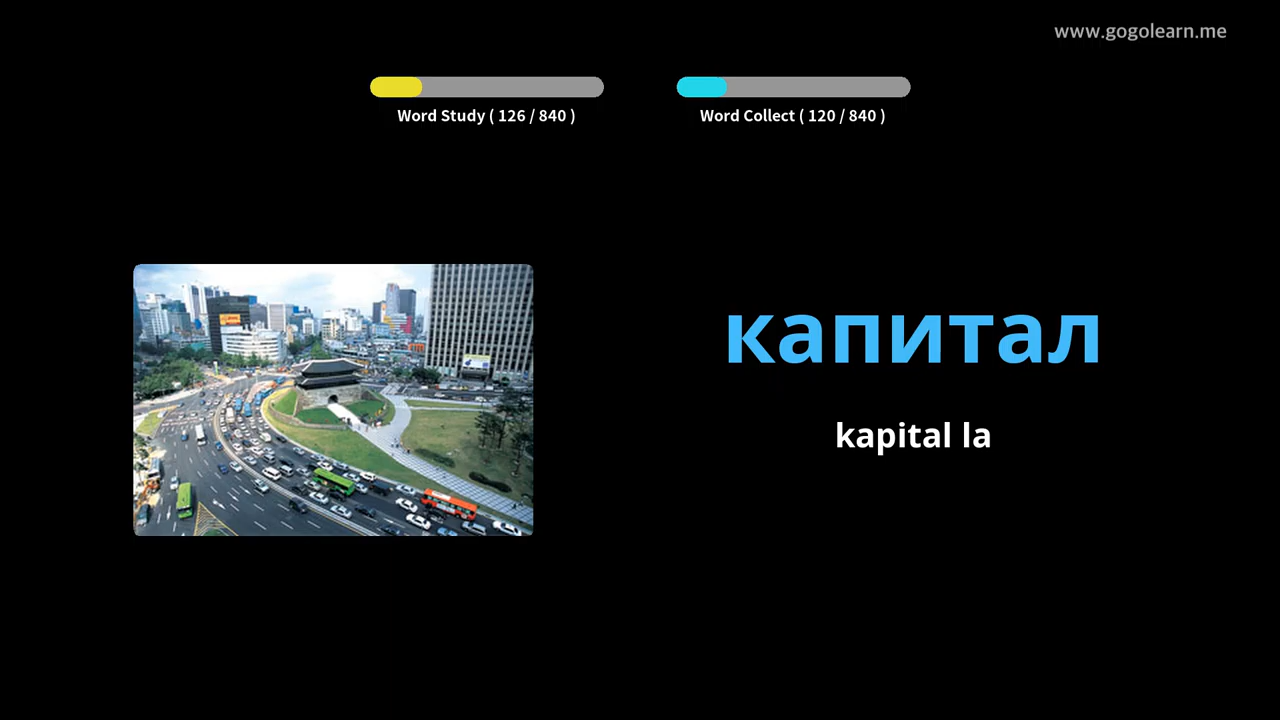 www.gogolearn.me
Word Study ( 126 / 840 )
Word Collect ( 120 / 840 )
капитал
kapital la